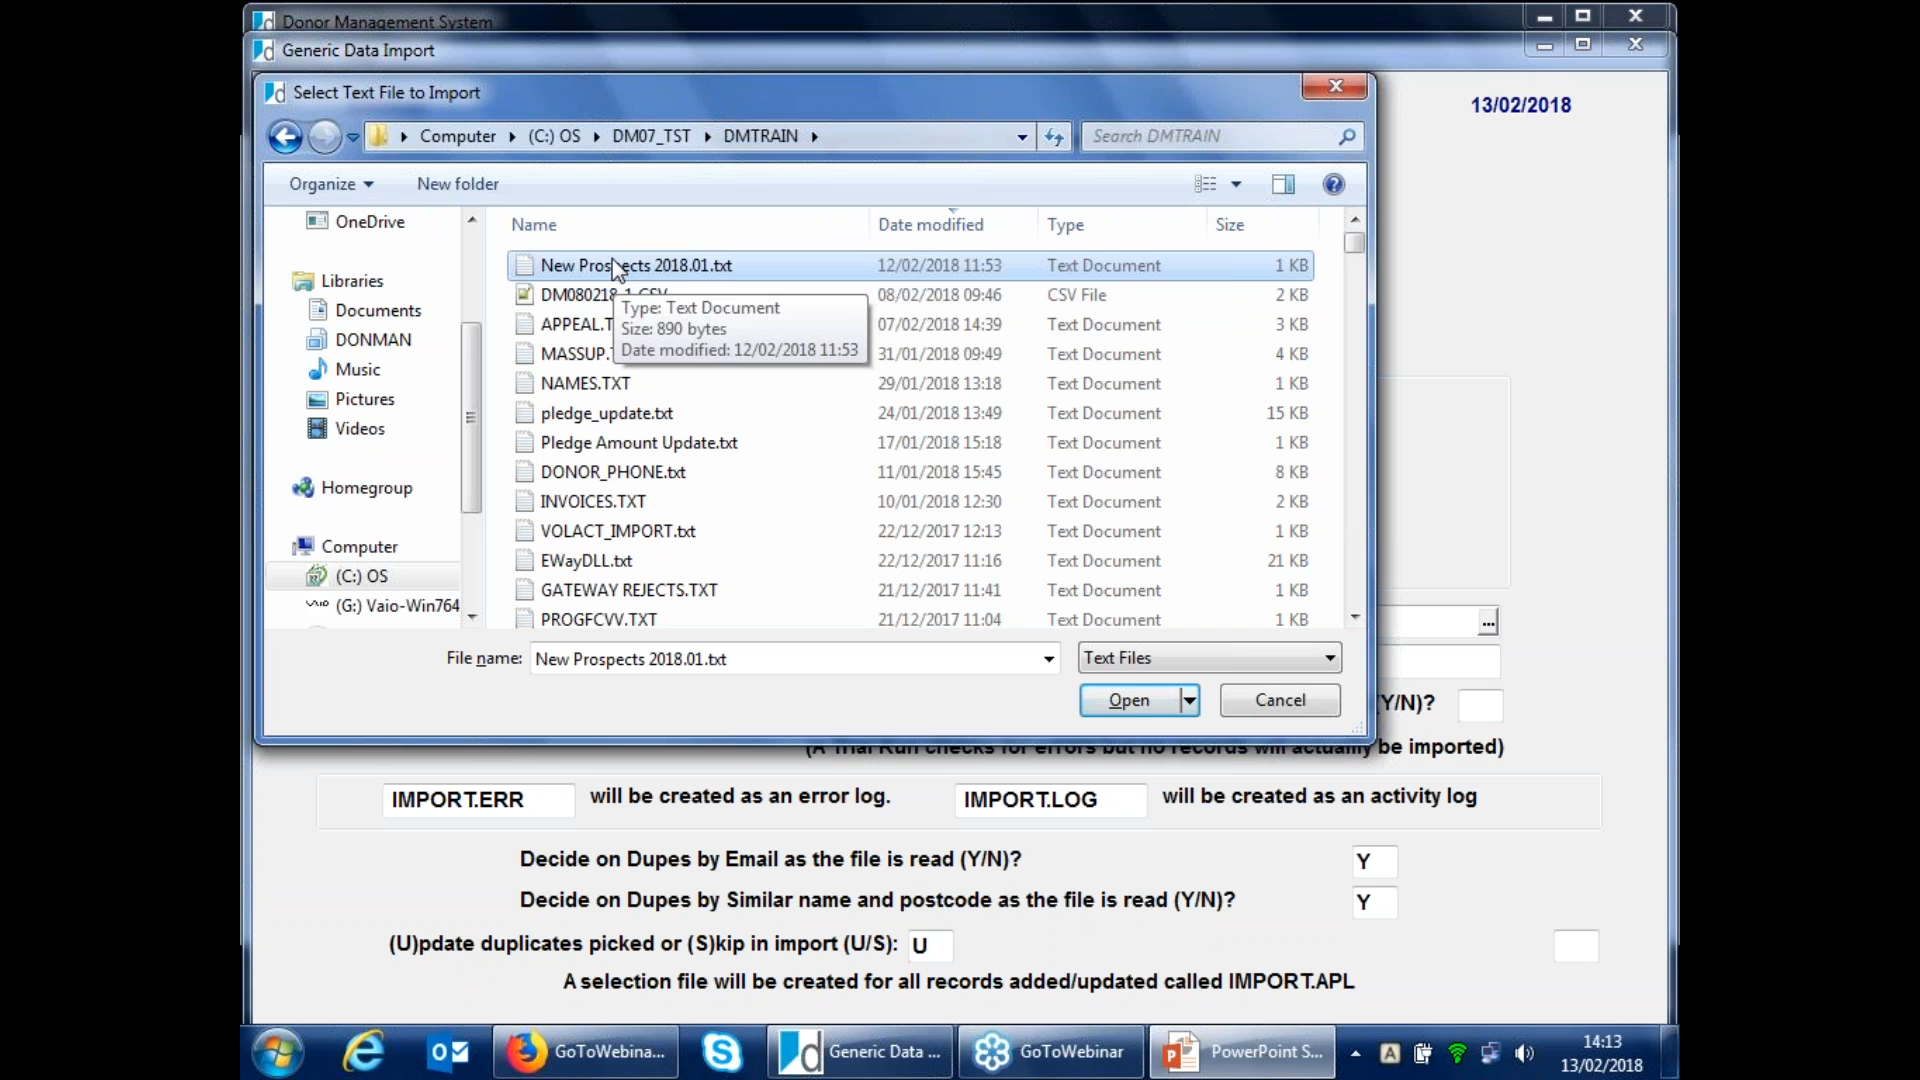 Donor Management System
Generic Data Import
Select Text File to Import
13/02/2018
Computer (C:) OS DM07_TST DMTRAIN Search DMTRAIN
Organize New folder
OneDrive
Libraries
Documents
DONMAN
Music
Pictures
Videos
Homegroup
Computer
(C:) OS
(G:) Vaio-Win764
Name Date modified Type Size
New Prospects 2018.01.txt 12/02/2018 11:53 Text Document 1 KB
DM080218-1.CSV 08/02/2018 09:46 CSV File 2 KB
APPEAL.T 07/02/2018 14:39 Text Document 3 KB
MASSUP. 31/01/2018 09:49 Text Document 4 KB
NAMES.TXT 29/01/2018 13:18 Text Document 1 KB
pledge_update.txt 24/01/2018 13:49 Text Document 15 KB
Pledge Amount Update.txt 17/01/2018 15:18 Text Document 1 KB
DONOR_PHONE.txt 11/01/2018 15:45 Text Document 8 KB
INVOICES.TXT 10/01/2018 12:30 Text Document 2 KB
VOLACT_IMPORT.txt 22/12/2017 12:13 Text Document 1 KB
EWayDLL.txt 22/12/2017 11:16 Text Document 21 KB
GATEWAY REJECTS.TXT 21/12/2017 11:41 Text Document 1 KB
PROGFCVV.TXT 21/12/2017 11:04 Text Document 1 KB
Type: Text Document
Size: 890 bytes
Date modified: 12/02/2018 11:53
File name: New Prospects 2018.01.txt Text Files
Open Cancel
...
Y/N)?
(A Trial Run checks for errors but no records will actually be imported)
IMPORT.ERR will be created as an error log. IMPORT.LOG will be created as an activity log
Decide on Dupes by Email as the file is read (Y/N)? Y
Decide on Dupes by Similar name and postcode as the file is read (Y/N)? Y
(U)pdate duplicates picked or (S)kip in import (U/S): U
A selection file will be created for all records added/updated called IMPORT.APL
GoToWebina... Generic Data ... GoToWebinar PowerPoint S... 14:13
13/02/2018